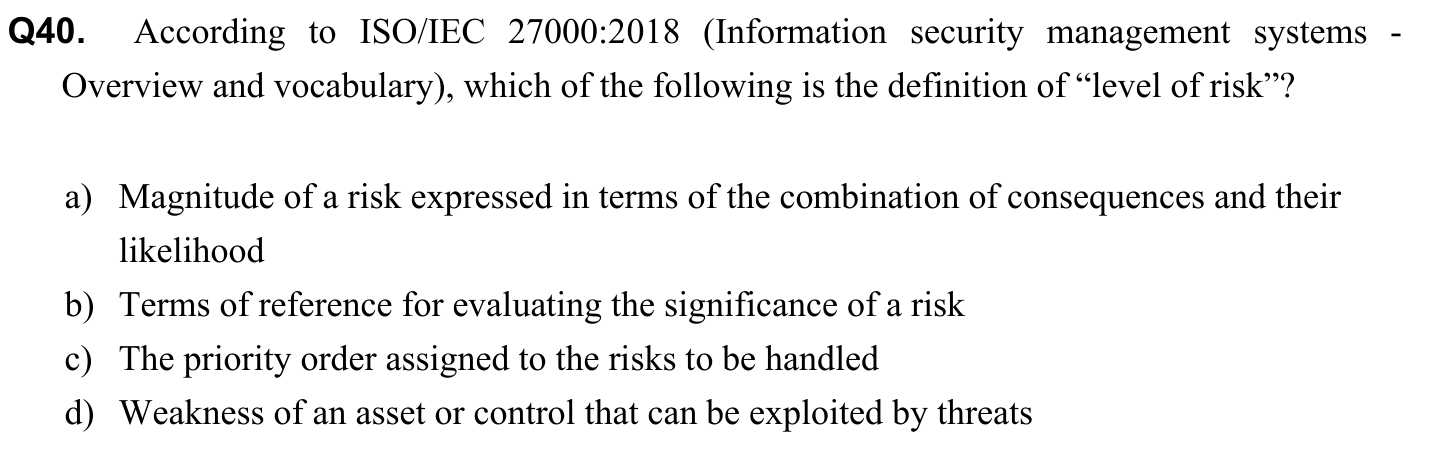 Q40. According to ISO/IEC 27000:2018 (Information security management systems -
Overview and vocabulary), which of the following is the definition of “level of risk”?
a) Magnitude of a risk expressed in terms of the combination of consequences and their
likelihood
b) Terms of reference for evaluating the significance of a risk
c) The priority order assigned to the risks to be handled
d) Weakness of an asset or control that can be exploited by threats